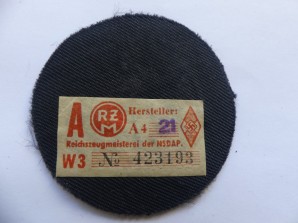 A RZM Hersteller:
A4 21
Reichszeugmeisterei der NSDAP.
W3 № 423193